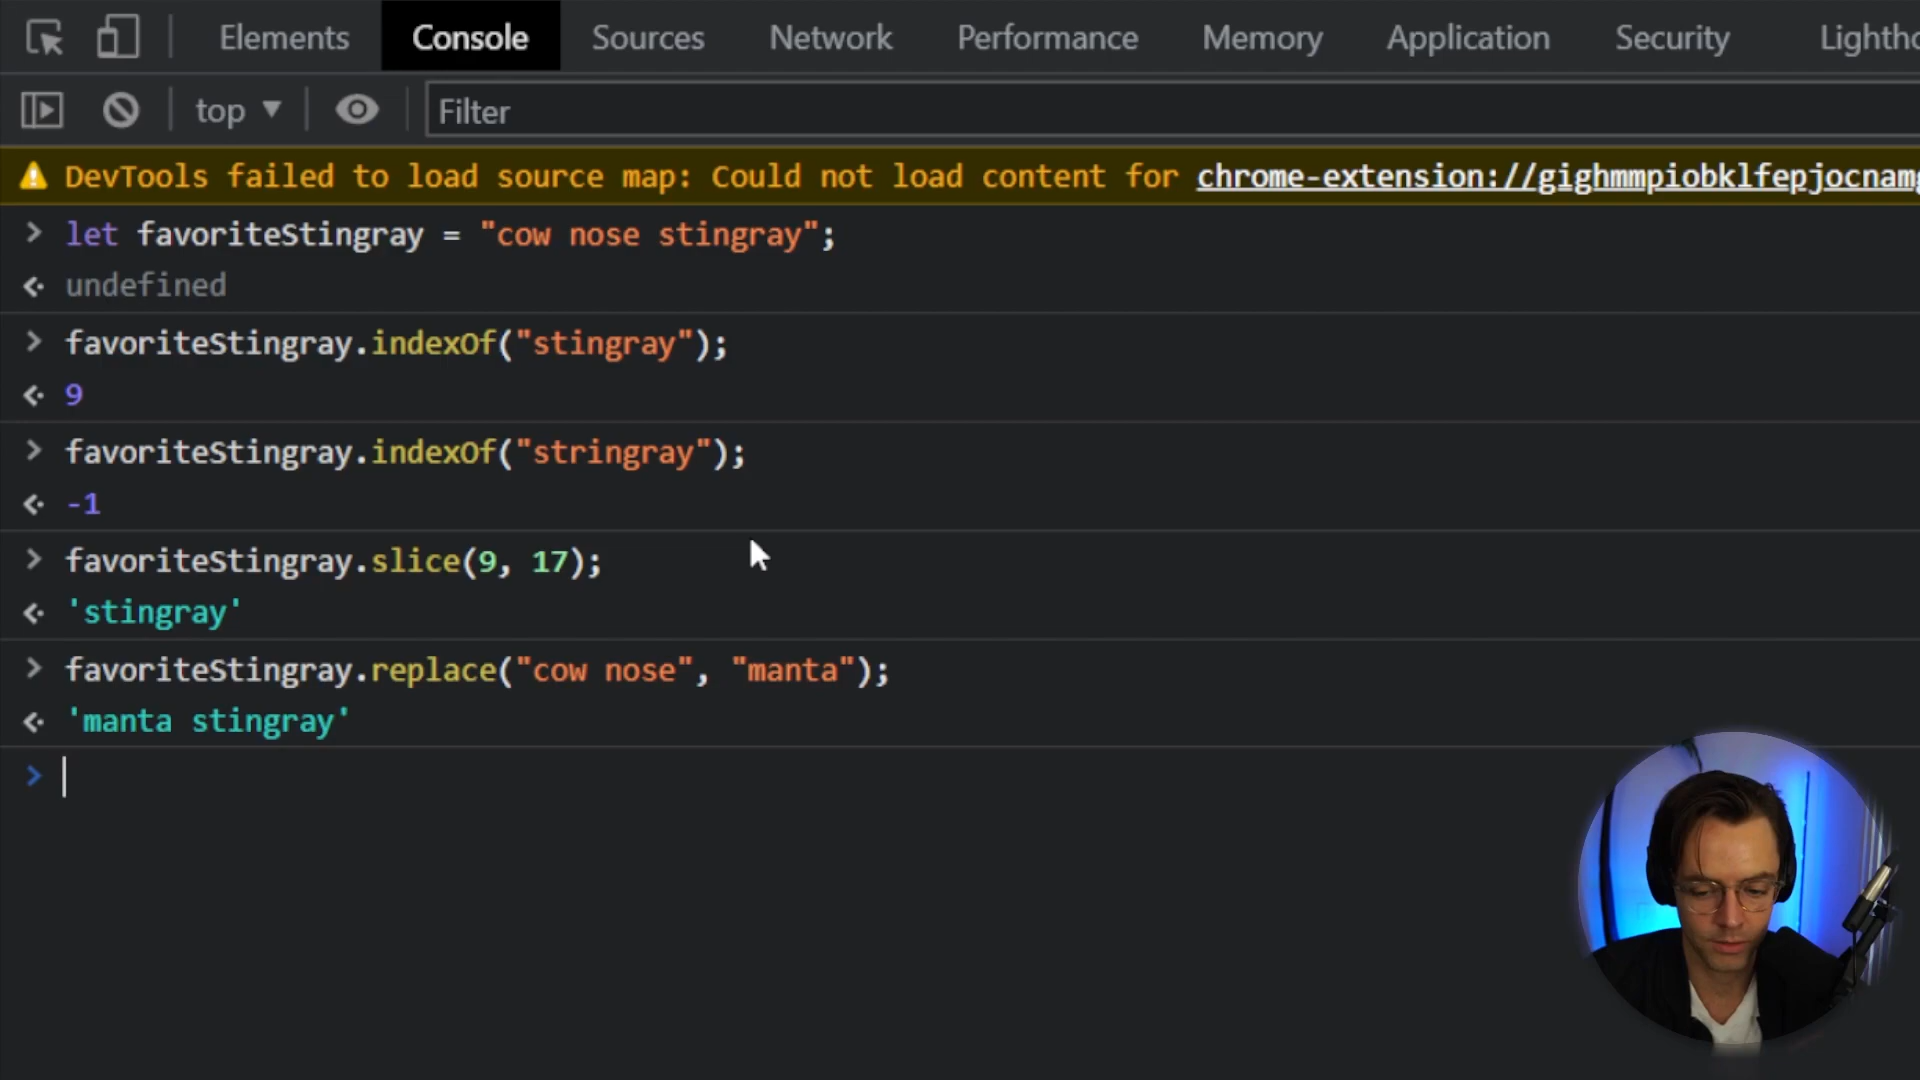 Elements Console Sources Network Performance Memory Application Security
top Filter
DevTools failed to load source map: Could not load content for chrome-extension://gighmmpiobklfepjocnamg
> let favoriteStingray = "cow nose stingray";
undefined
> favoriteStingray.indexOf("stingray");
9
> favoriteStingray.indexOf("stringray");
-1
> favoriteStingray.slice(9, 17);
'stingray'
> favoriteStingray.replace("cow nose", "manta");
'manta stingray'
>